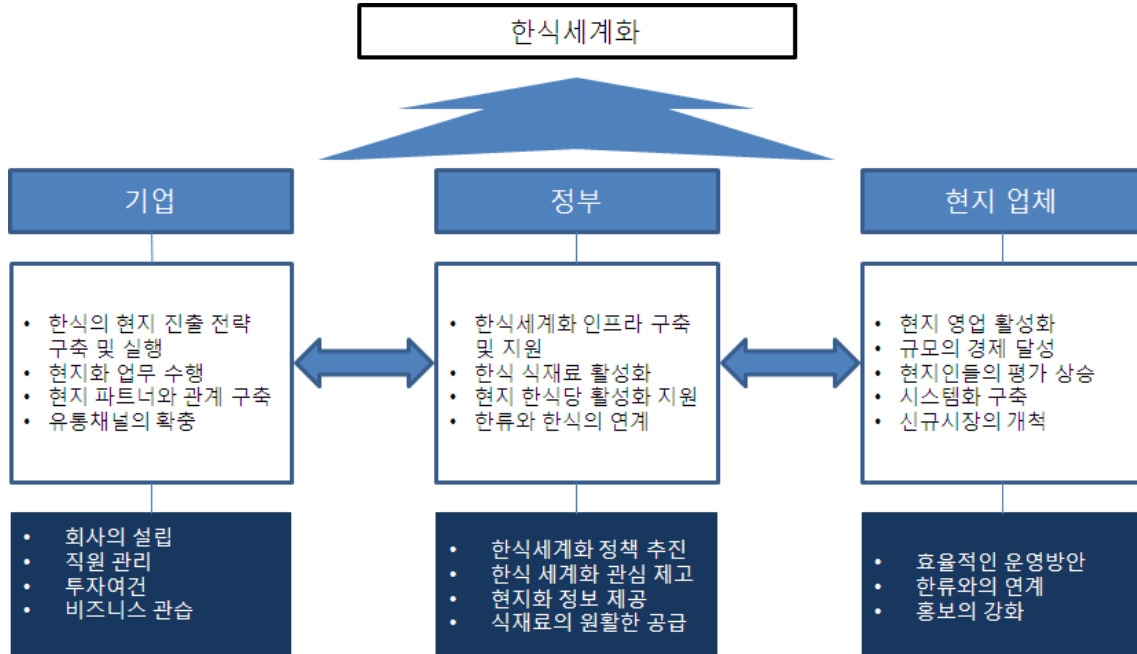 한식세계화
기업
정부
현지 업체
• 한식의 현지 진출 전략
구축 및 실행
• 현지화 업무 수행
• 현지 파트너와 관계 구축
• 유통채널의 확충
• 한식세계화 인프라 구축
및 지원
• 한식 식재료 활성화
• 현지 한식당 활성화 지원
• 한류와 한식의 연계
• 현지 영업 활성화
• 규모의 경제 달성
• 현지인들의 평가 상승
• 시스템화 구축
• 신규시장의 개척
• 회사의 설립
• 직원 관리
• 투자여건
• 비즈니스 관습
• 한식세계화 정책 추진
• 한식 세계화 관심 제고
• 현지화 정보 제공
• 식재료의 원활한 공급
• 효율적인 운영방안
• 한류와의 연계
• 홍보의 강화